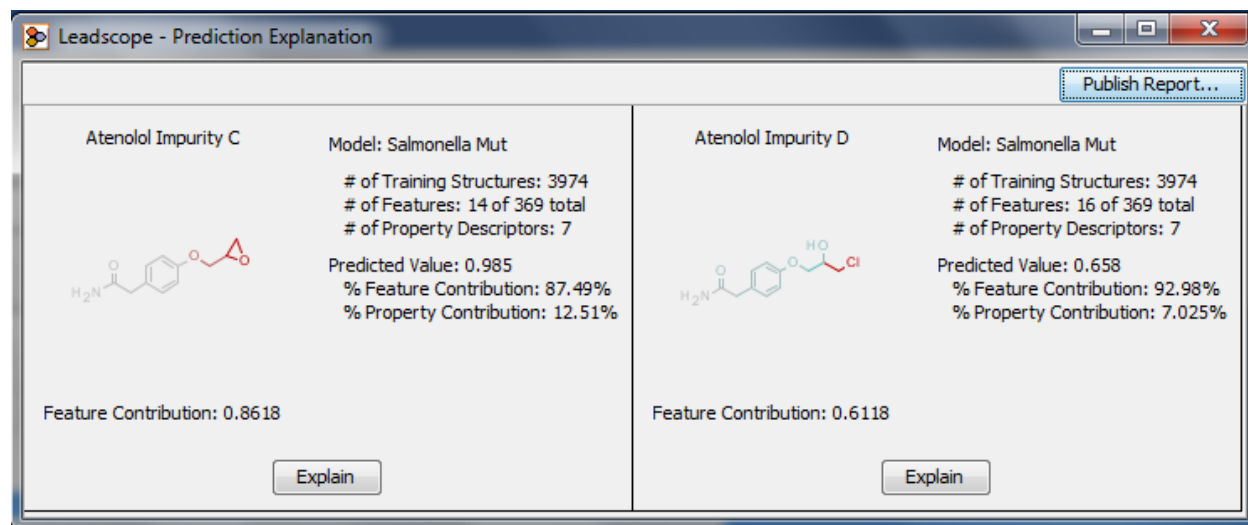 Leadscope - Prediction Explanation
Publish Report...
Atenolol Impurity C
Model: Salmonella Mut
# of Training Structures: 3974
# of Features: 14 of 369 total
# of Property Descriptors: 7
Predicted Value: 0.985
% Feature Contribution: 87.49%
% Property Contribution: 12.51%
O
H2N
O
O
Feature Contribution: 0.8618
Explain
Atenolol Impurity D
Model: Salmonella Mut
# of Training Structures: 3974
# of Features: 16 of 369 total
# of Property Descriptors: 7
Predicted Value: 0.658
% Feature Contribution: 92.98%
% Property Contribution: 7.025%
HO
O
Cl
O
H2N
Feature Contribution: 0.6118
Explain